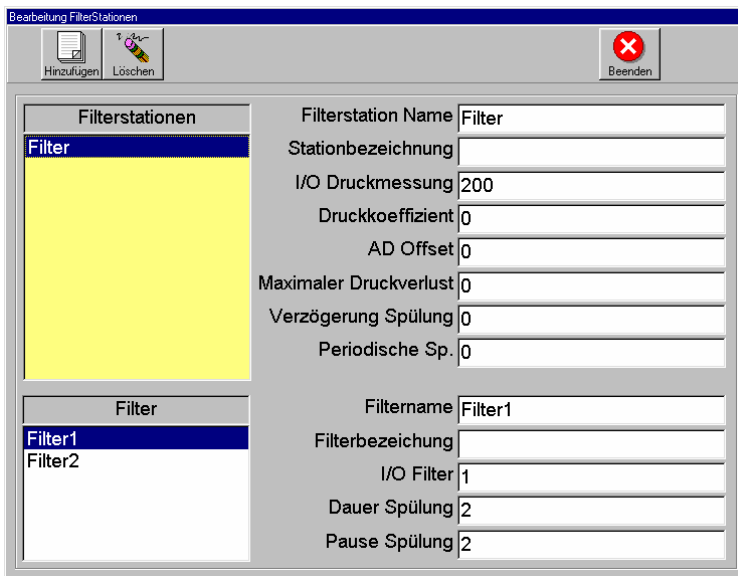 Bearbeitung FilterStationen
Hinzufügen
Löschen
Beenden
Filterstationen
Filter
Filterstation Name Filter
Stationbezeichnung
I/O Druckmessung 200
Druckkoeffizient 0
AD Offset 0
Maximaler Druckverlust 0
Verzögerung Spülung 0
Periodische Sp. 0
Filter
Filter1
Filter2
Filtername Filter1
Filterbezeichung
I/O Filter 1
Dauer Spülung 2
Pause Spülung 2